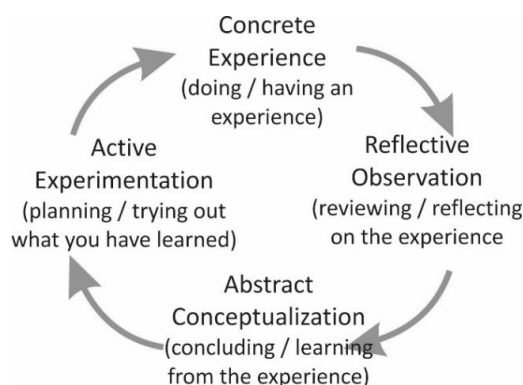 Concrete
Experience
(doing / having an
experience)
Reflective
Observation
(reviewing / reflecting
on the experience
Abstract
Conceptualization
(concluding / learning
from the experience)
Active
Experimentation
(planning / trying out
what you have learned)